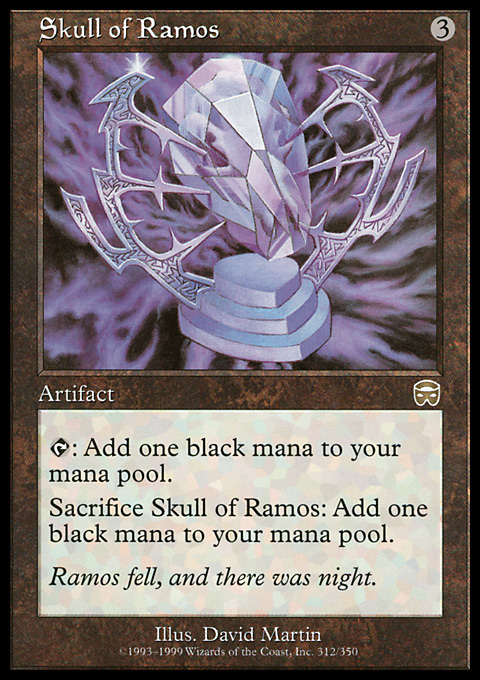 Skull of Ramos 3
Artifact
: Add one black mana to your
mana pool.
Sacrifice Skull of Ramos: Add one
black mana to your mana pool.
Ramos fell, and there was night.
Illus. David Martin
©1993–1999 Wizards of the Coast, Inc. 312/350